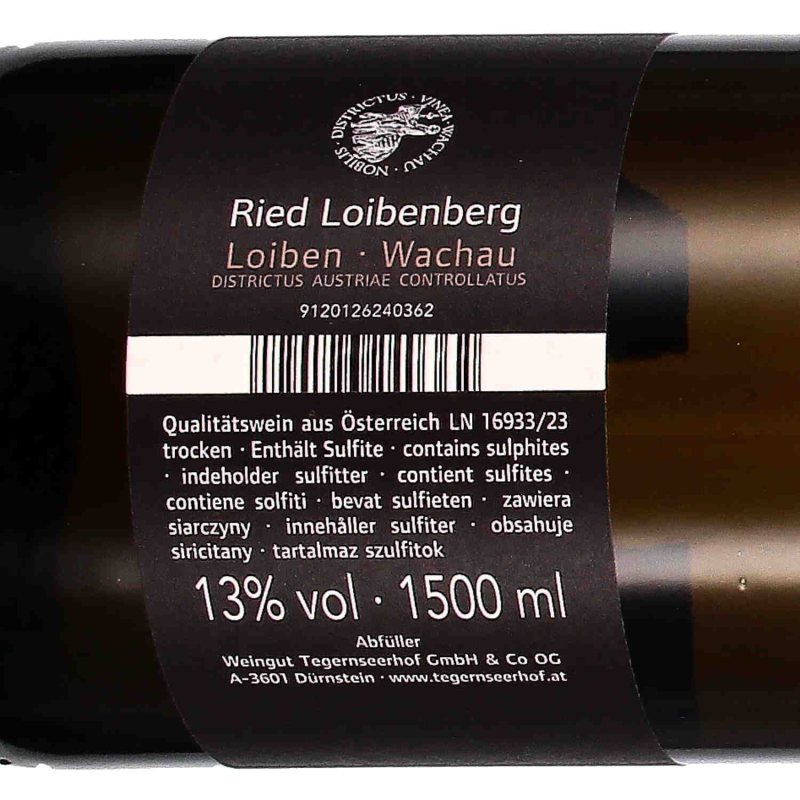 NOBILIS · DISTRICTUS · VINEA WACHAU ·
Ried Loibenberg
Loiben · Wachau
DISTRICTUS AUSTRIAE CONTROLLATUS
9120126240362
Qualitätswein aus Österreich LN 16933/23
trocken · Enthält Sulfite · contains sulphites
· indeholder sulfitter · contient sulfites ·
contiene solfiti · bevat sulfieten · zawiera
siarczyny · innehåller sulfiter · obsahuje
siricitany · tartalmaz szulfitok
13% vol · 1500 ml
Abfüller
Weingut Tegernseerhof GmbH & Co OG
A-3601 Dürnstein · www.tegernseerhof.at